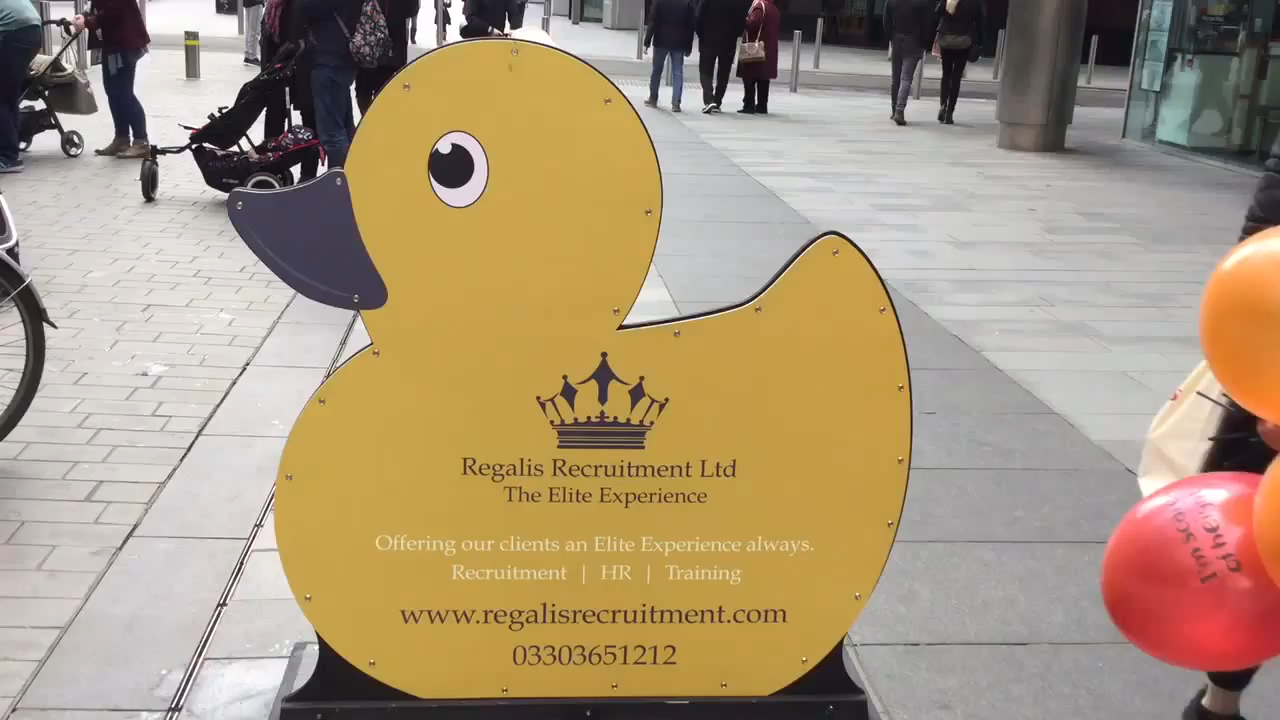 Regalis Recruitment Ltd
The Elite Experience
Offering our clients an Elite Experience always.
Recruitment | HR | Training
www.regalisrecruitment.com
03303651212
I'm